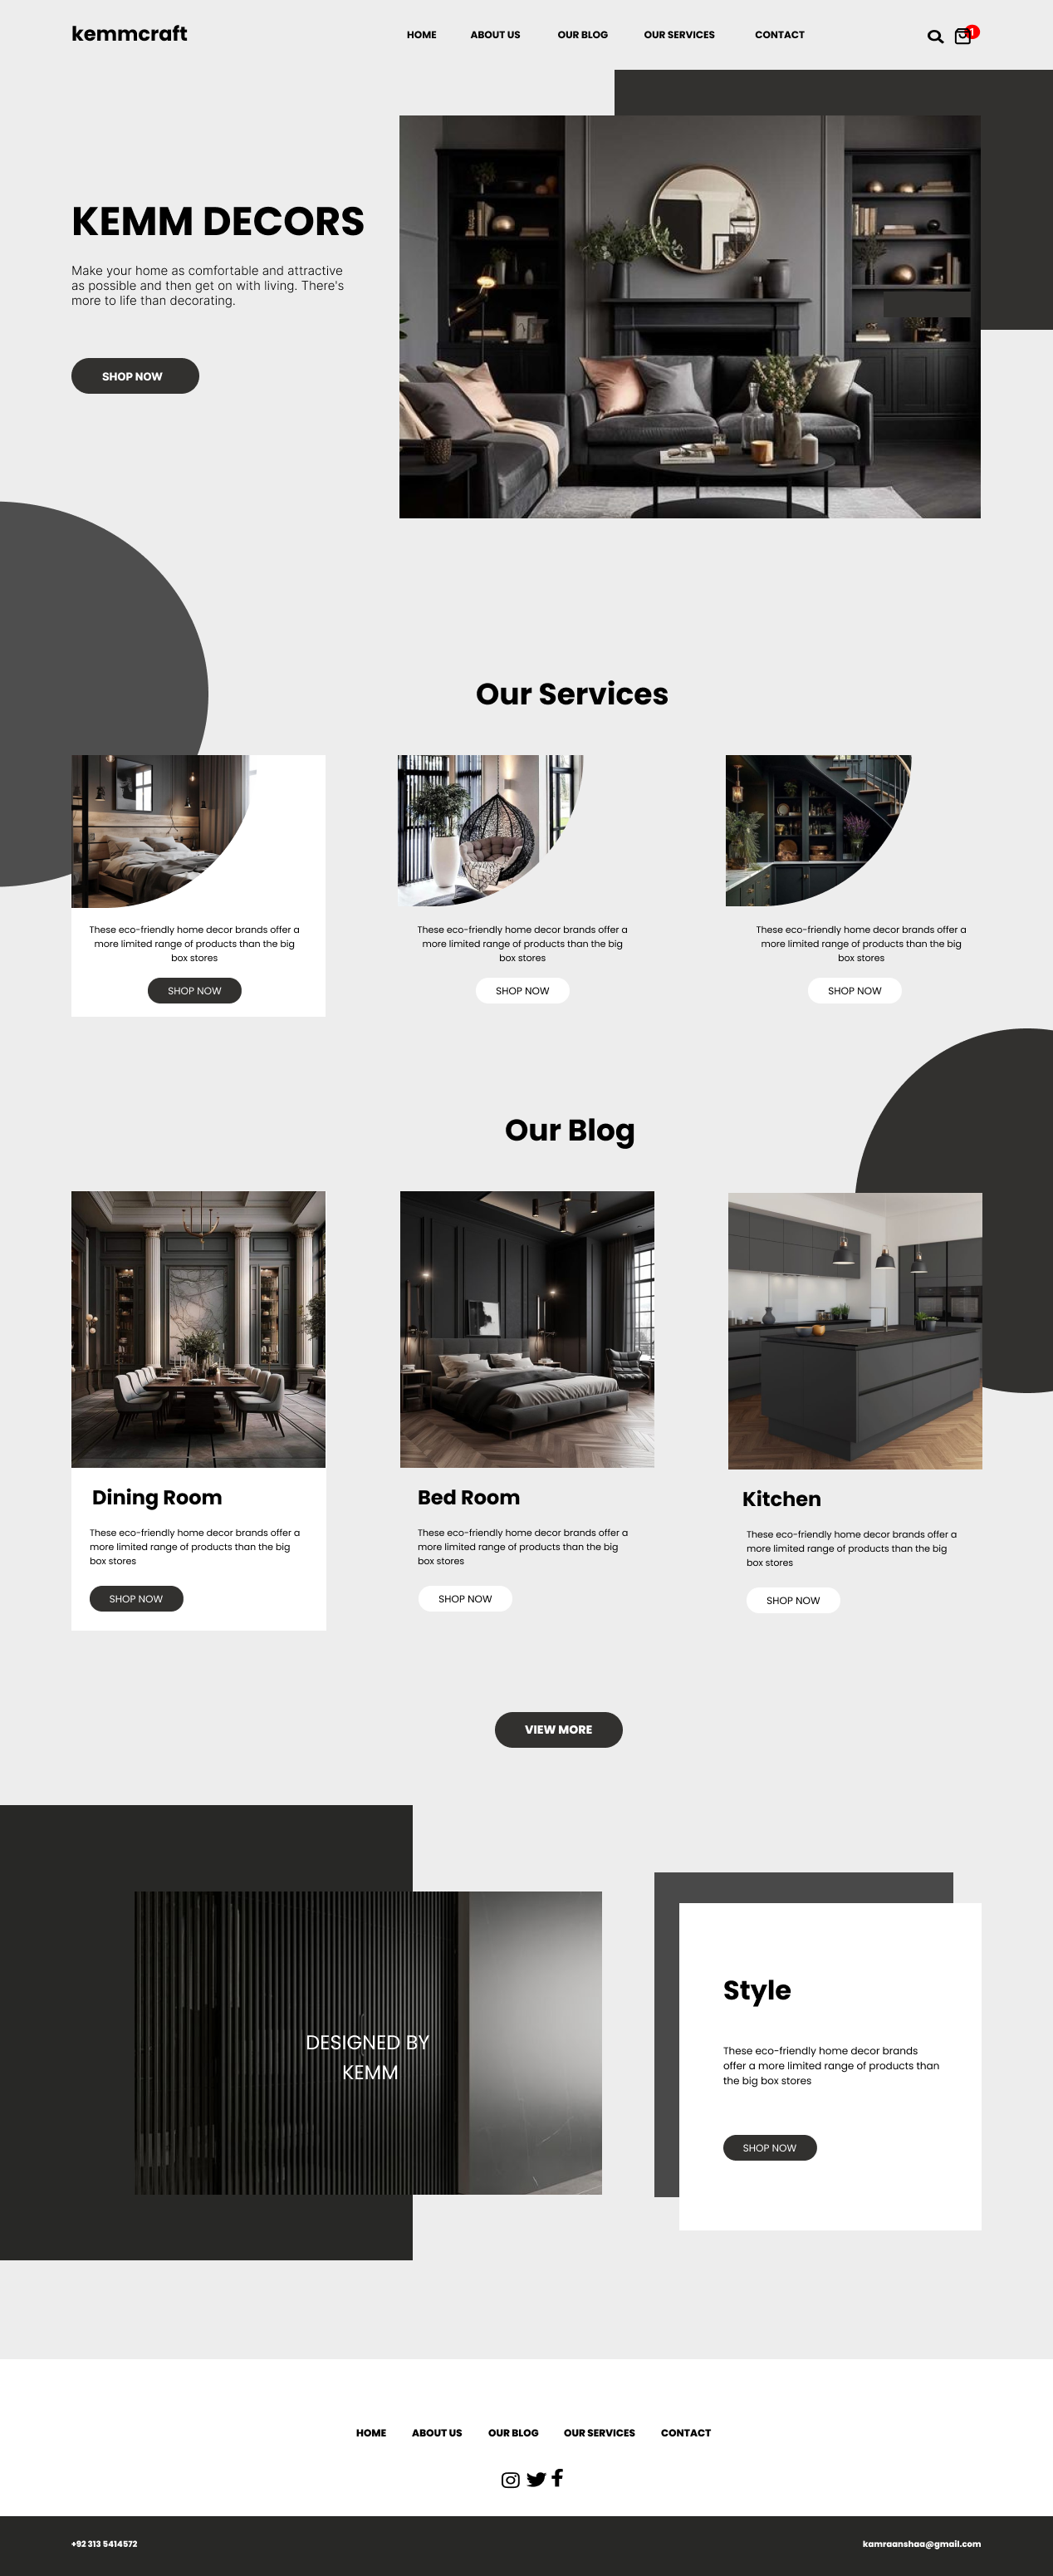 kemmcraft
HOME ABOUT US OUR BLOG OUR SERVICES CONTACT
1
KEMM DECORS
Make your home as comfortable and attractive
as possible and then get on with living. There's
more to life than decorating.
SHOP NOW
Our Services
These eco-friendly home decor brands offer a
more limited range of products than the big
box stores
SHOP NOW
These eco-friendly home decor brands offer a
more limited range of products than the big
box stores
SHOP NOW
These eco-friendly home decor brands offer a
more limited range of products than the big
box stores
SHOP NOW
Our Blog
Dining Room
These eco-friendly home decor brands offer a
more limited range of products than the big
box stores
SHOP NOW
Bed Room
These eco-friendly home decor brands offer a
more limited range of products than the big
box stores
SHOP NOW
Kitchen
These eco-friendly home decor brands offer a
more limited range of products than the big
box stores
SHOP NOW
VIEW MORE
DESIGNED BY
KEMM
Style
These eco-friendly home decor brands
offer a more limited range of products than
the big box stores
SHOP NOW
HOME ABOUT US OUR BLOG OUR SERVICES CONTACT
+92 313 5414572
kamraanshaa@gmail.com